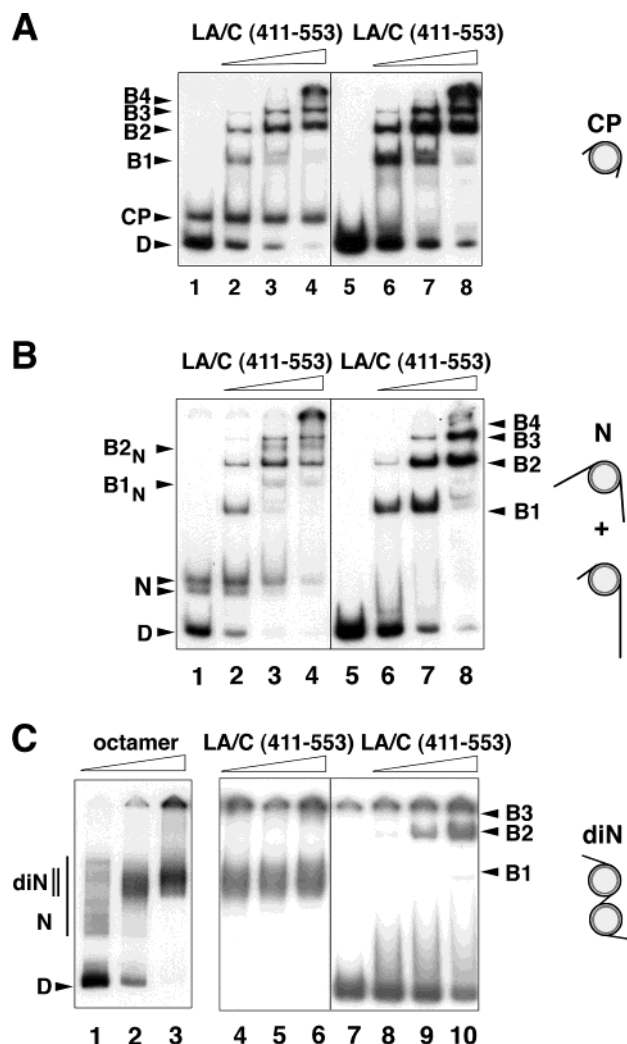 A
LA/C (411-553) LA/C (411-553)
B4
B3
B2
B1
CP
D
CP
1 2 3 4 5 6 7 8
B
LA/C (411-553) LA/C (411-553)
B2N
B1N
N
D
B4
B3
B2
B1
N
+
1 2 3 4 5 6 7 8
C
octamer LA/C (411-553) LA/C (411-553)
diN
N
D
B3
B2
B1
diN
1 2 3 4 5 6 7 8 9 10